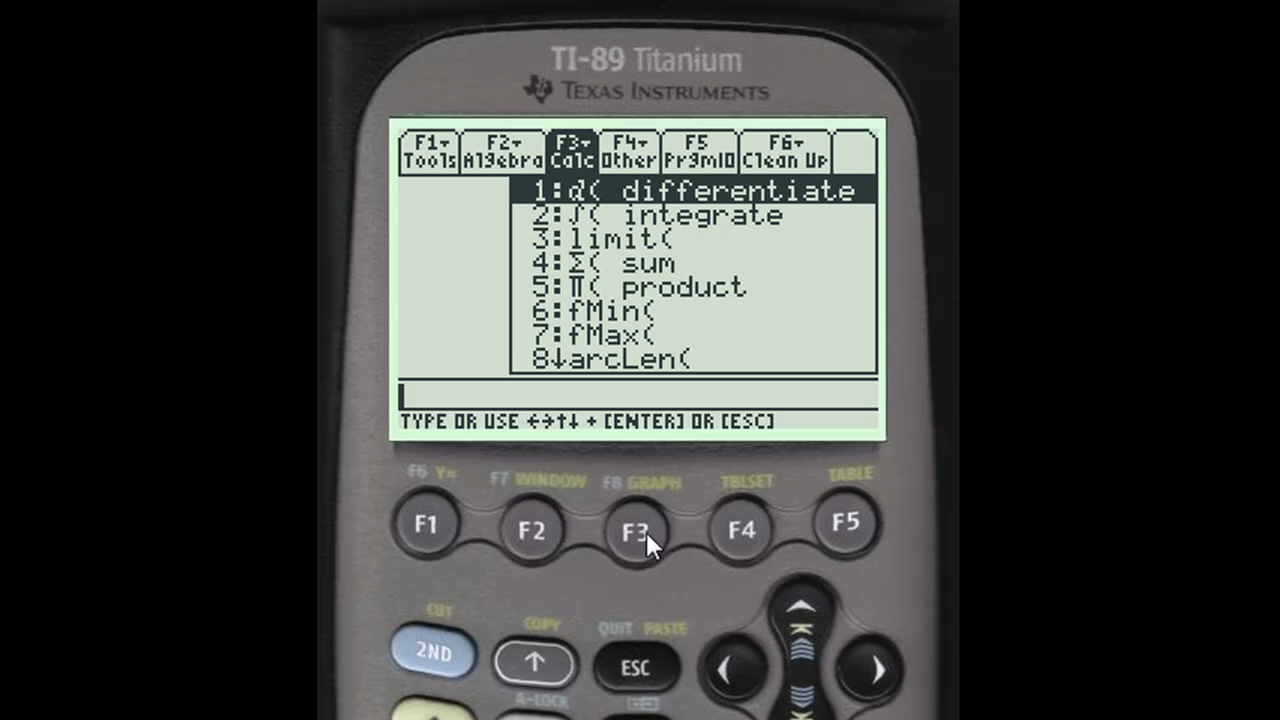 TI-89 Titanium
TEXAS INSTRUMENTS
F1▾ F2▾ F3▾ F4▾ F5 F6▾
Tools Algebra Calc Other PrgmIO Clean Up
1:d( differentiate
2:∫( integrate
3:limit(
4:Σ( sum
5:Π( product
6:fMin(
7:fMax(
8↓arcLen(
TYPE OR USE ←→↑↓ + [ENTER] OR [ESC]
F6 Y= F7 WINDOW F8 GRAPH TBLSET TABLE
F1 F2 F3 F4 F5
CUT COPY QUIT PASTE
2ND ↑ ESC
A-LOCK